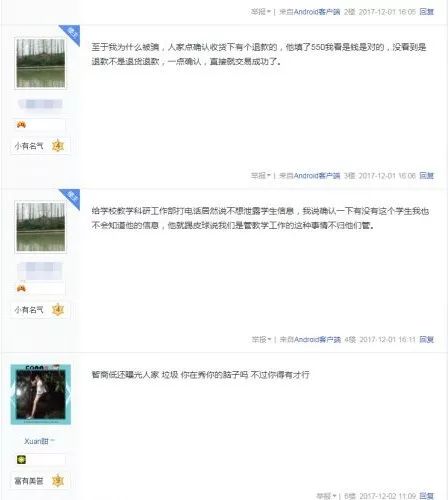 举报 | 来自Android客户端 2楼 2017-12-01 16:05 回复
楼主
至于我为什么被骗，人家点确认收货下有个退款的，他填了550我看是钱是对的，没看到是
退款不是退货退款，一点确认，直接就交易成功了。
小有名气 4
举报 | 来自Android客户端 3楼 2017-12-01 16:06 回复
楼主
给学校教学科研工作部打电话居然说不想泄露学生信息，我说确认一下有没有这个学生我也
不会知道他的信息，他就踢皮球说我们是管教学工作的这种事情不归他们管。
小有名气 4
举报 | 来自Android客户端 4楼 2017-12-01 16:11 回复
智商低还曝光人家 垃圾 你在秀你的脑子吗 不过你得有才行
Xuan甜~
富有美誉 9
举报 | 6楼 2017-12-02 11:09 回复